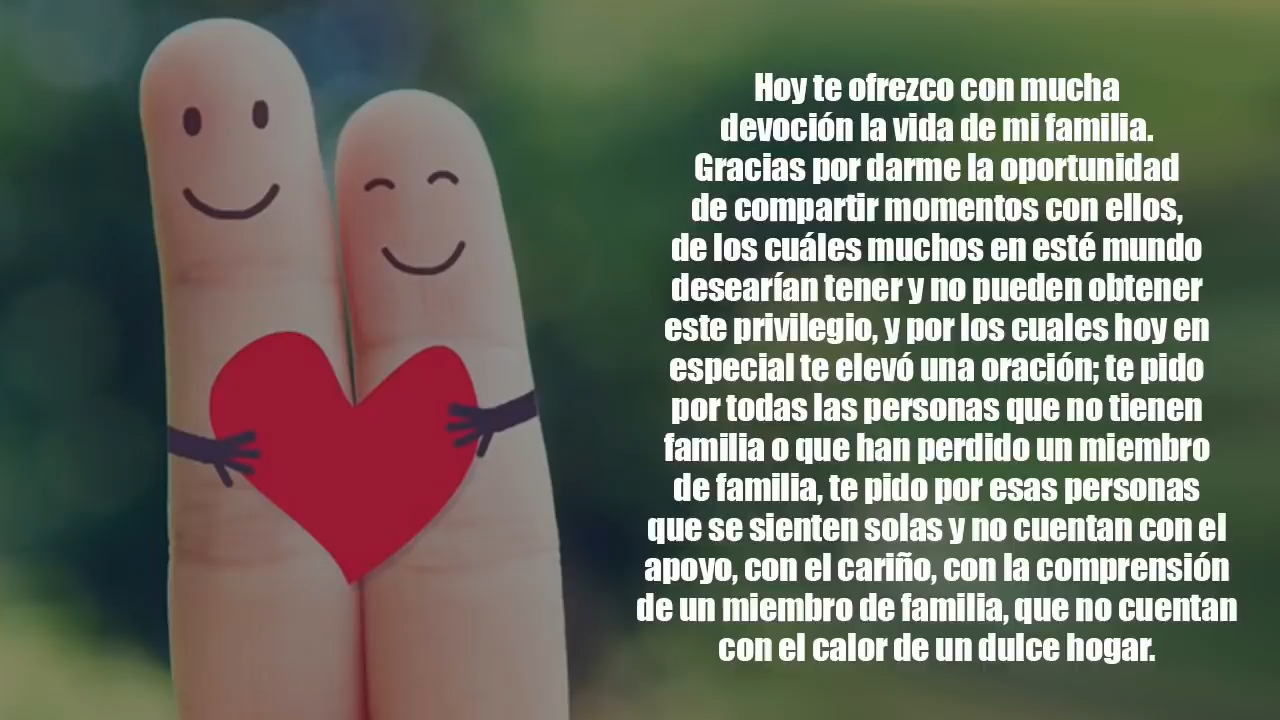 Hoy te ofrezco con mucha
devoción la vida de mi familia.
Gracias por darme la oportunidad
de compartir momentos con ellos,
de los cuáles muchos en esté mundo
desearían tener y no pueden obtener
este privilegio, y por los cuales hoy en
especial te elevó una oración; te pido
por todas las personas que no tienen
familia o que han perdido un miembro
de familia, te pido por esas personas
que se sienten solas y no cuentan con el
apoyo, con el cariño, con la comprensión
de un miembro de familia, que no cuentan
con el calor de un dulce hogar.